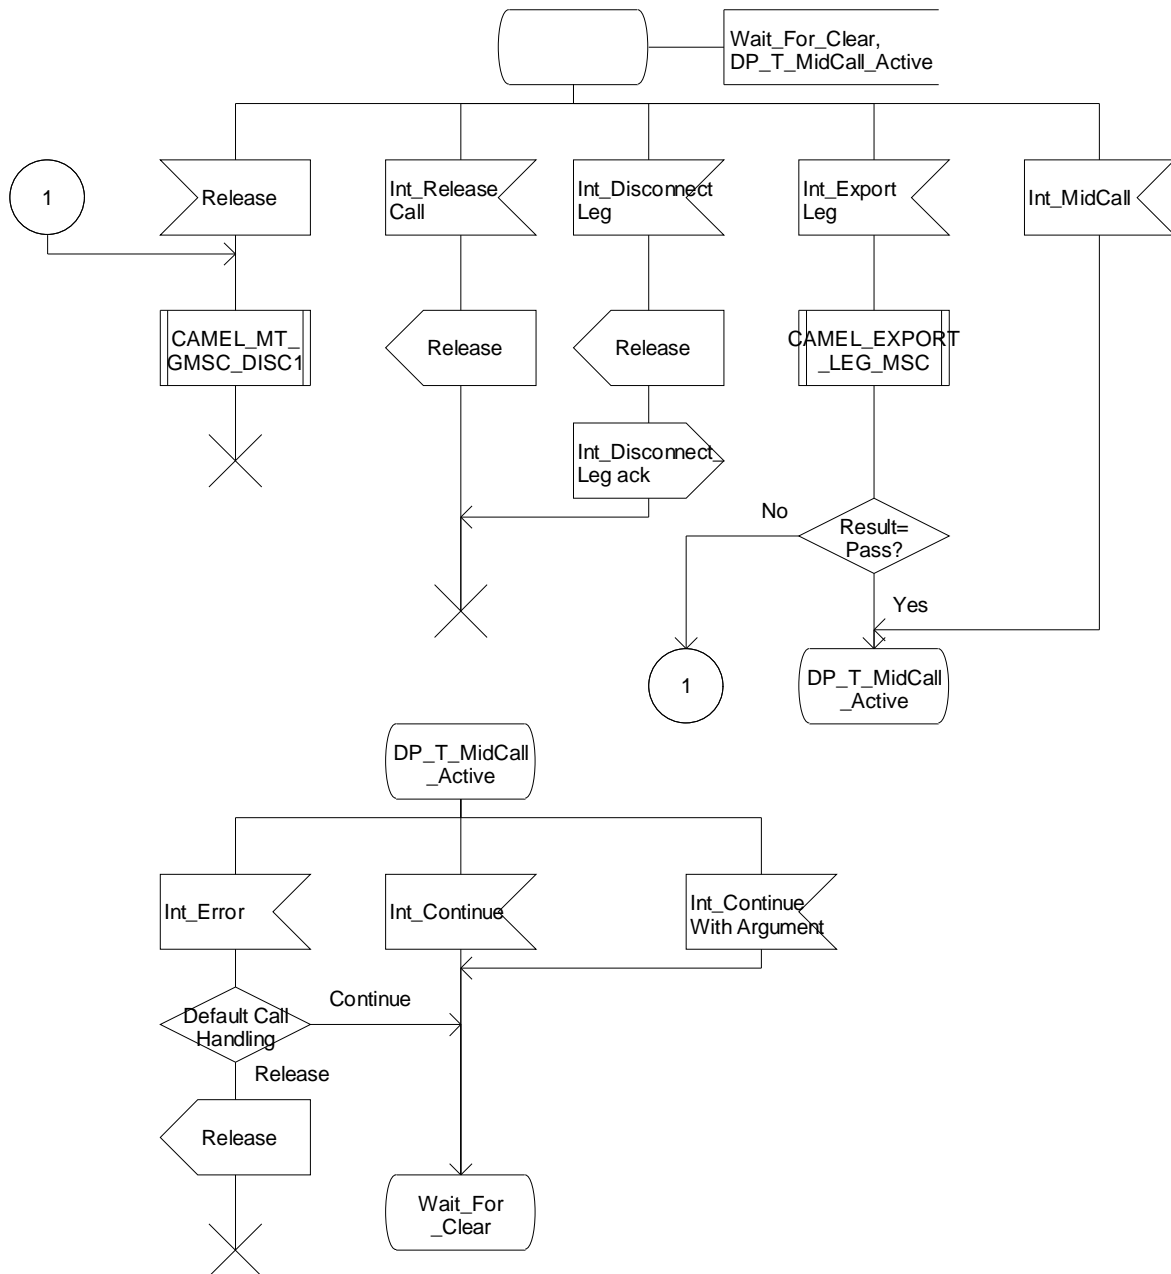 Wait_For_Clear,
DP_T_MidCall_Active
1
Release
Int_Release
Call
Int_Disconnect
Leg
Int_Export
Leg
Int_MidCall
CAMEL_MT_
GMSC_DISC1
Release
Release
CAMEL_EXPORT
_LEG_MSC
Int_Disconnect_
Leg ack
No
Result=
Pass?
Yes
1
DP_T_MidCall
_Active
DP_T_MidCall
_Active
Int_Error
Int_Continue
Int_Continue
With Argument
Default Call
Handling
Continue
Release
Release
Wait_For
_Clear